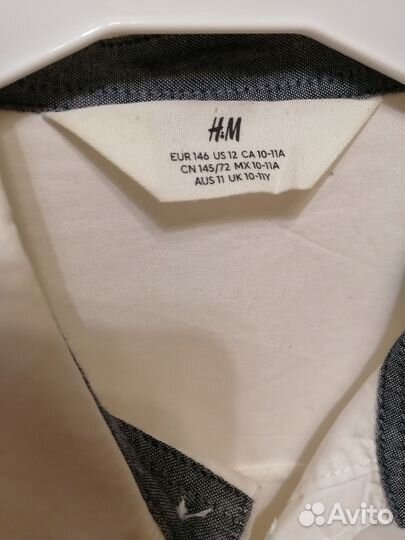 H&M
EUR 146 US 12 CA 10-11A
CN 145/72 MX 10-11A
AUS 11 UK 10-11Y
Avito